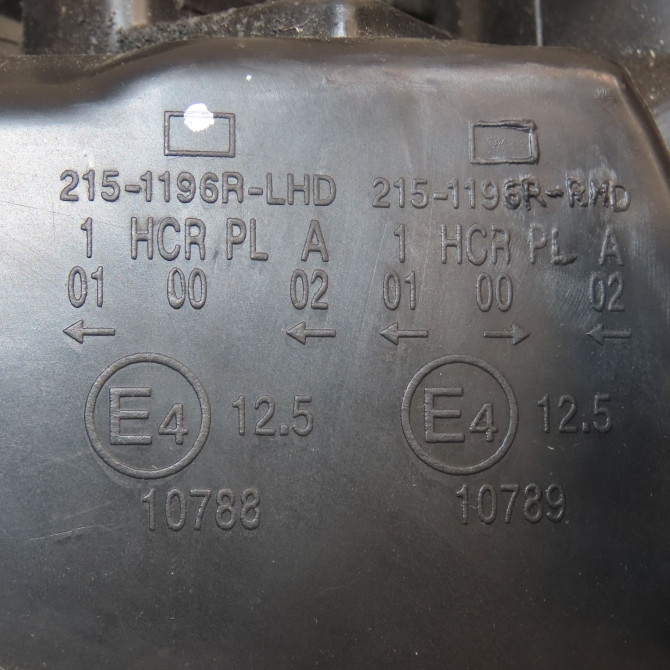 215-1196R-LHD
1 HCR PL A
01 00 02
← ←
E4 12.5
10788
215-1196R-RHD
1 HCR PL A
01 00 02
← → ←
E4 12.5
10789